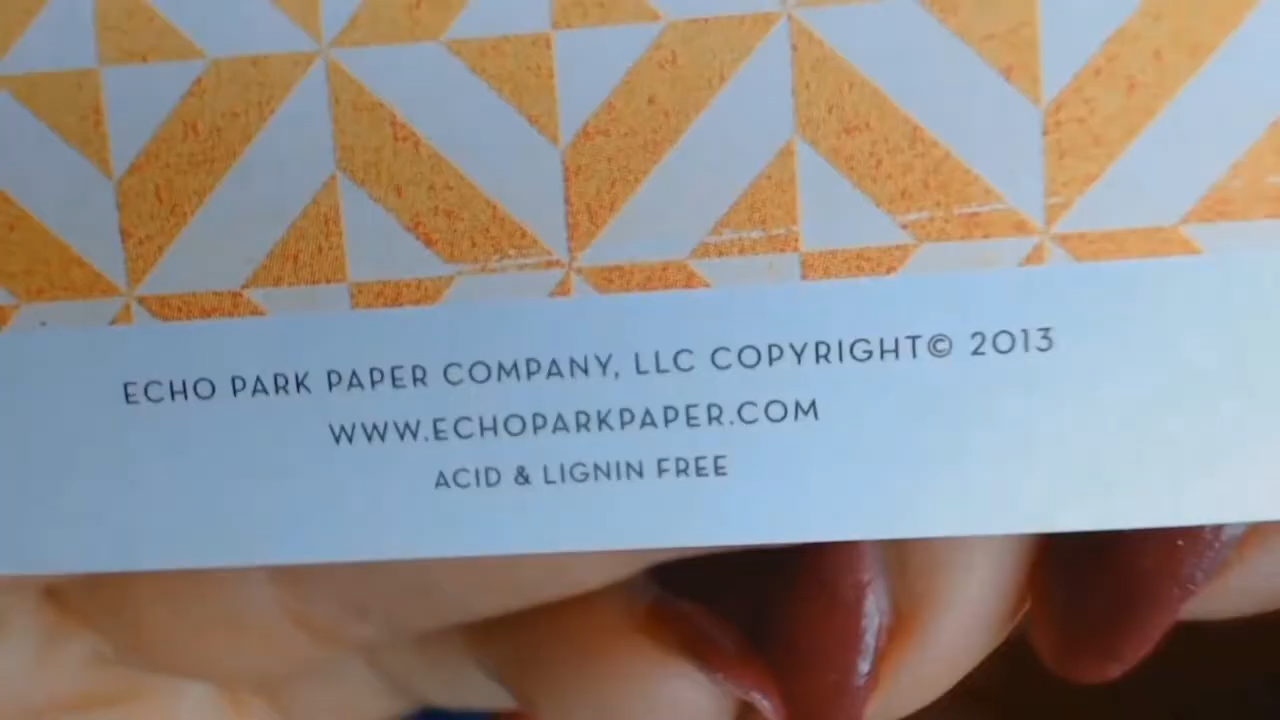 ECHO PARK PAPER COMPANY, LLC COPYRIGHT© 2013
WWW.ECHOPARKPAPER.COM
ACID & LIGNIN FREE